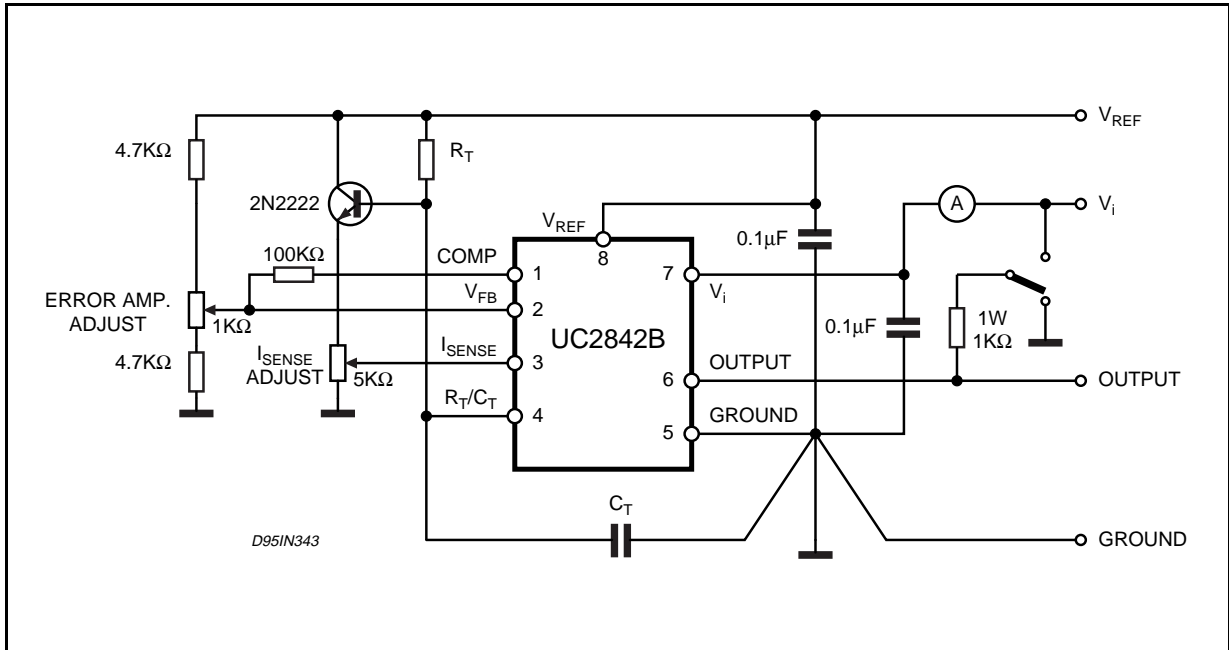 V_REF
4.7KΩ
R_T
2N2222
A
V_i
V_REF
8
0.1μF
100KΩ
COMP
1
7
V_i
ERROR AMP.
ADJUST
1KΩ
V_FB
2
UC2842B
0.1μF
1W
1KΩ
4.7KΩ
I_SENSE
ADJUST
5KΩ
I_SENSE
3
OUTPUT
6
OUTPUT
R_T/C_T
4
GROUND
5
C_T
D95IN343
GROUND